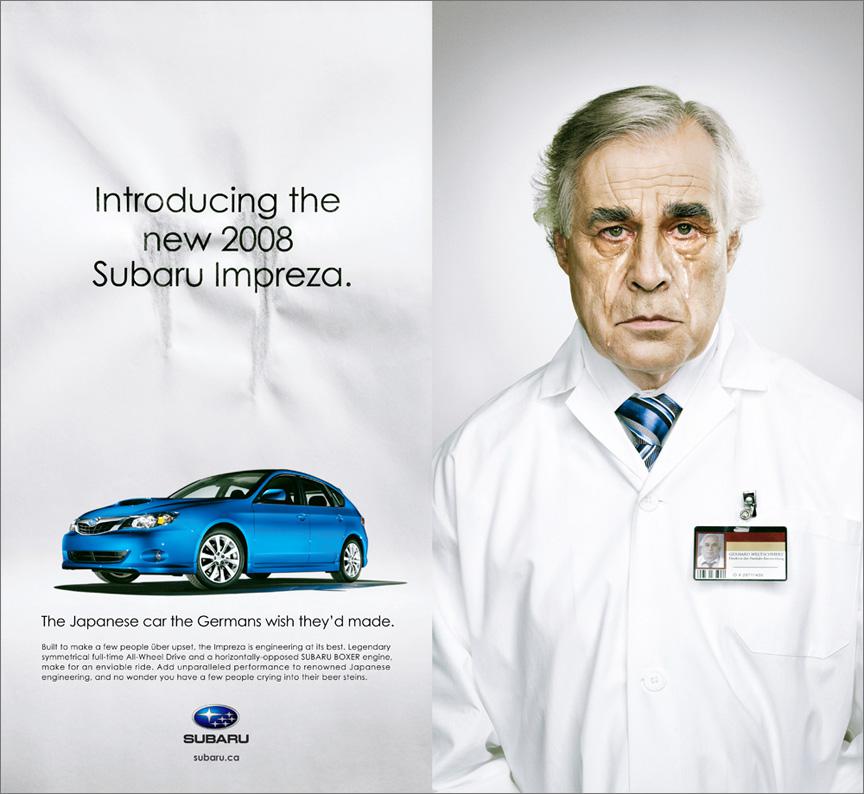 Introducing the
new 2008
Subaru Impreza.
The Japanese car the Germans wish they'd made.
Built to make a few people über upset, the Impreza is engineering at its best. Legendary
symmetrical full-time All-Wheel Drive and a horizontally-opposed SUBARU BOXER engine,
make for an enviable ride. Add unparalleled performance to renowned Japanese
engineering, and no wonder you have a few people crying into their beer steins.
SUBARU
subaru.ca
GERHARD WELTSCHMERZ